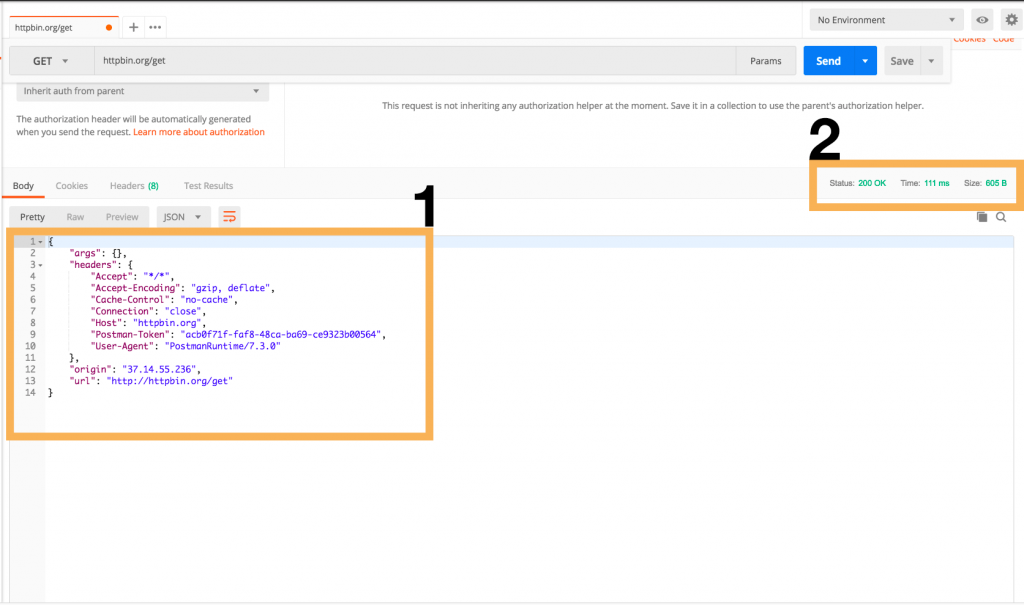 httpbin.org/get
No Environment
Cookies Code
GET httpbin.org/get Params Send Save
Inherit auth from parent
The authorization header will be automatically generated
when you send the request. Learn more about authorization
This request is not inheriting any authorization helper at the moment. Save it in a collection to use the parent's authorization helper.
2
Body Cookies Headers (8) Test Results
Status: 200 OK Time: 111 ms Size: 605 B
1
Pretty Raw Preview JSON
1 {
2 "args": {},
3 "headers": {
4 "Accept": "*/*",
5 "Accept-Encoding": "gzip, deflate",
6 "Cache-Control": "no-cache",
7 "Connection": "close",
8 "Host": "httpbin.org",
9 "Postman-Token": "acb0f71f-faf8-48ca-ba69-ce9323b00564",
10 "User-Agent": "PostmanRuntime/7.3.0"
11 },
12 "origin": "37.14.55.236",
13 "url": "http://httpbin.org/get"
14 }